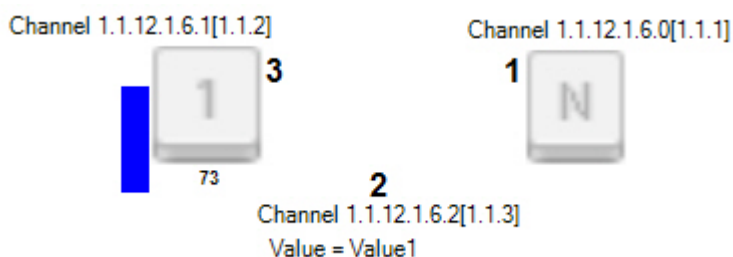 Channel 1.1.12.1.6.1[1.1.2]
Channel 1.1.12.1.6.0[1.1.1]
1
3
1
N
73
2
Channel 1.1.12.1.6.2[1.1.3]
Value = Value1